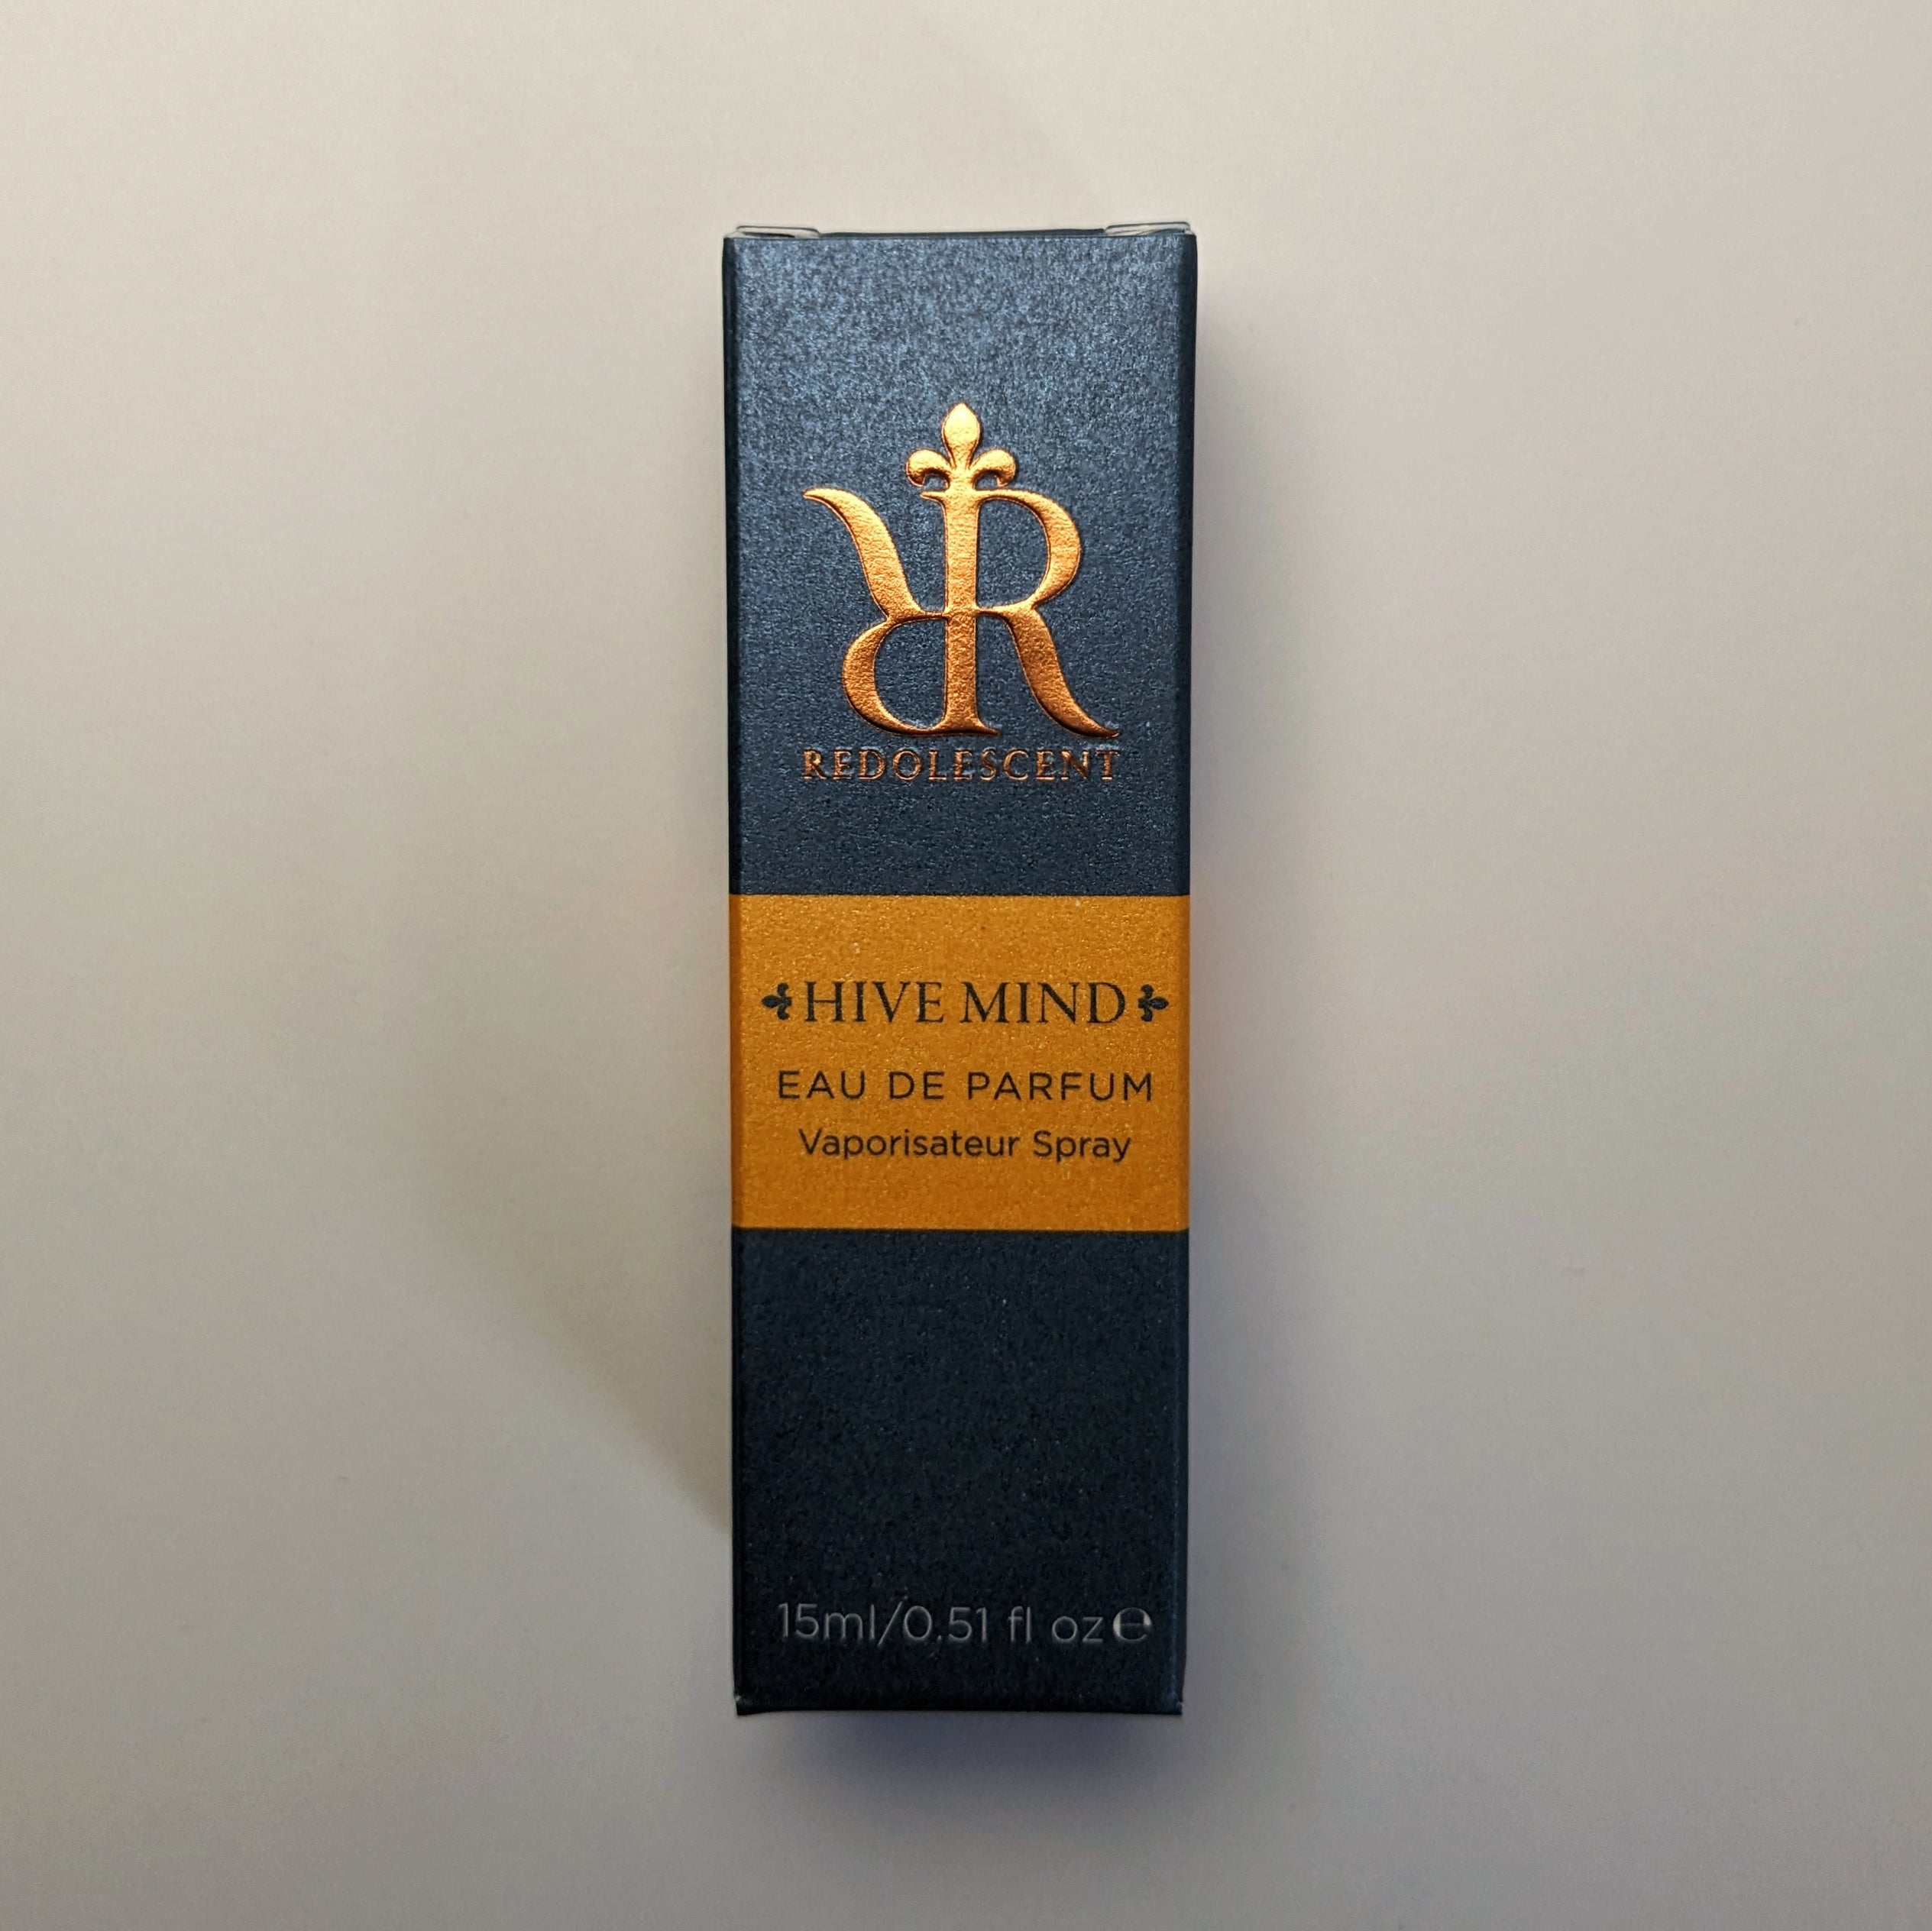 REDOLESCENT
HIVE MIND
EAU DE PARFUM
Vaporisateur Spray
15ml/0.51 fl oz ℮